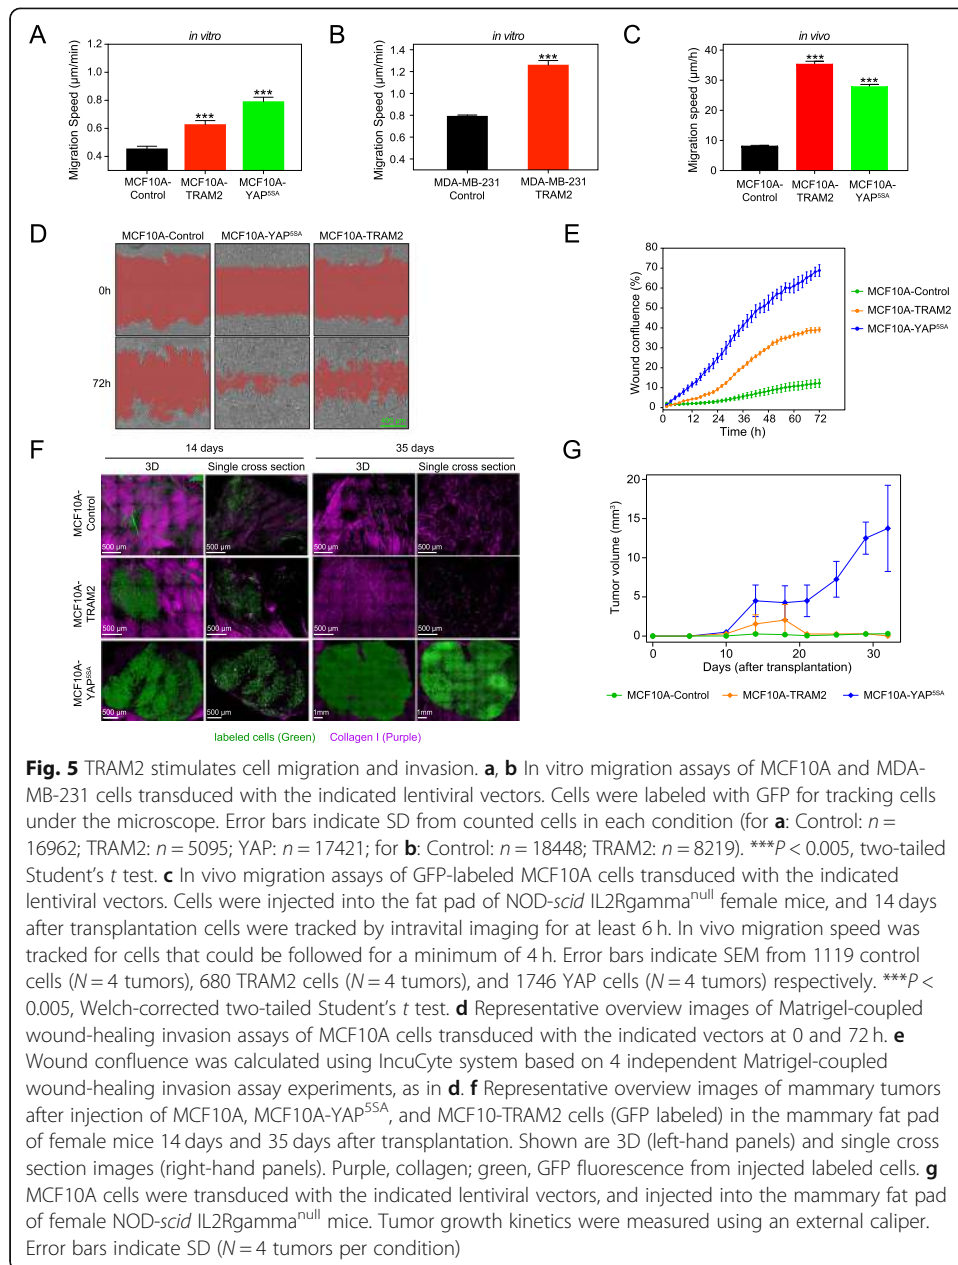 A
in vitro
Migration Speed (µm/min)
1.2
1.0
0.8
0.6
0.4
***
***
MCF10A-
Control
MCF10A-
TRAM2
MCF10A-
YAP5SA
B
in vitro
Migration Speed (µm/min)
1.4
1.2
1.0
0.8
0.6
0.4
***
MDA-MB-231
Control
MDA-MB-231
TRAM2
C
in vivo
Migration speed (µm/h)
40
30
20
10
0
***
***
MCF10A-
Control
MCF10A-
TRAM2
MCF10A-
YAP5SA
D
MCF10A-Control MCF10A-YAP5SA MCF10A-TRAM2
0h
72h
E
Wound confluence (%)
80
70
60
50
40
30
20
10
0
0 12 24 36 48 60 72
Time (h)
MCF10A-Control
MCF10A-TRAM2
MCF10A-YAP5SA
F
14 days 35 days
3D Single cross section 3D Single cross section
MCF10A-
Control
500 µm 500 µm 500 µm 500 µm
MCF10A-
TRAM2
500 µm 500 µm 500 µm 500 µm
MCF10A-
YAP5SA
500 µm 500 µm 1mm 1mm
labeled cells (Green) Collagen I (Purple)
G
Tumor volume (mm3)
20
15
10
5
0
0 10 20 30
Days (after transplantation)
MCF10A-Control MCF10A-TRAM2 MCF10A-YAP5SA
Fig. 5 TRAM2 stimulates cell migration and invasion. a, b In vitro migration assays of MCF10A and MDA-
MB-231 cells transduced with the indicated lentiviral vectors. Cells were labeled with GFP for tracking cells
under the microscope. Error bars indicate SD from counted cells in each condition (for a: Control: n =
16962; TRAM2: n = 5095; YAP: n = 17421; for b: Control: n = 18448; TRAM2: n = 8219). ***P < 0.005, two-tailed
Student's t test. c In vivo migration assays of GFP-labeled MCF10A cells transduced with the indicated
lentiviral vectors. Cells were injected into the fat pad of NOD-scid IL2Rgammanull female mice, and 14 days
after transplantation cells were tracked by intravital imaging for at least 6 h. In vivo migration speed was
tracked for cells that could be followed for a minimum of 4 h. Error bars indicate SEM from 1119 control
cells (N = 4 tumors), 680 TRAM2 cells (N = 4 tumors), and 1746 YAP cells (N = 4 tumors) respectively. ***P <
0.005, Welch-corrected two-tailed Student's t test. d Representative overview images of Matrigel-coupled
wound-healing invasion assays of MCF10A cells transduced with the indicated vectors at 0 and 72 h. e
Wound confluence was calculated using IncuCyte system based on 4 independent Matrigel-coupled
wound-healing invasion assay experiments, as in d. f Representative overview images of mammary tumors
after injection of MCF10A, MCF10A-YAP5SA, and MCF10-TRAM2 cells (GFP labeled) in the mammary fat pad
of female mice 14 days and 35 days after transplantation. Shown are 3D (left-hand panels) and single cross
section images (right-hand panels). Purple, collagen; green, GFP fluorescence from injected labeled cells. g
MCF10A cells were transduced with the indicated lentiviral vectors, and injected into the mammary fat pad
of female NOD-scid IL2Rgammanull mice. Tumor growth kinetics were measured using an external caliper.
Error bars indicate SD (N = 4 tumors per condition)